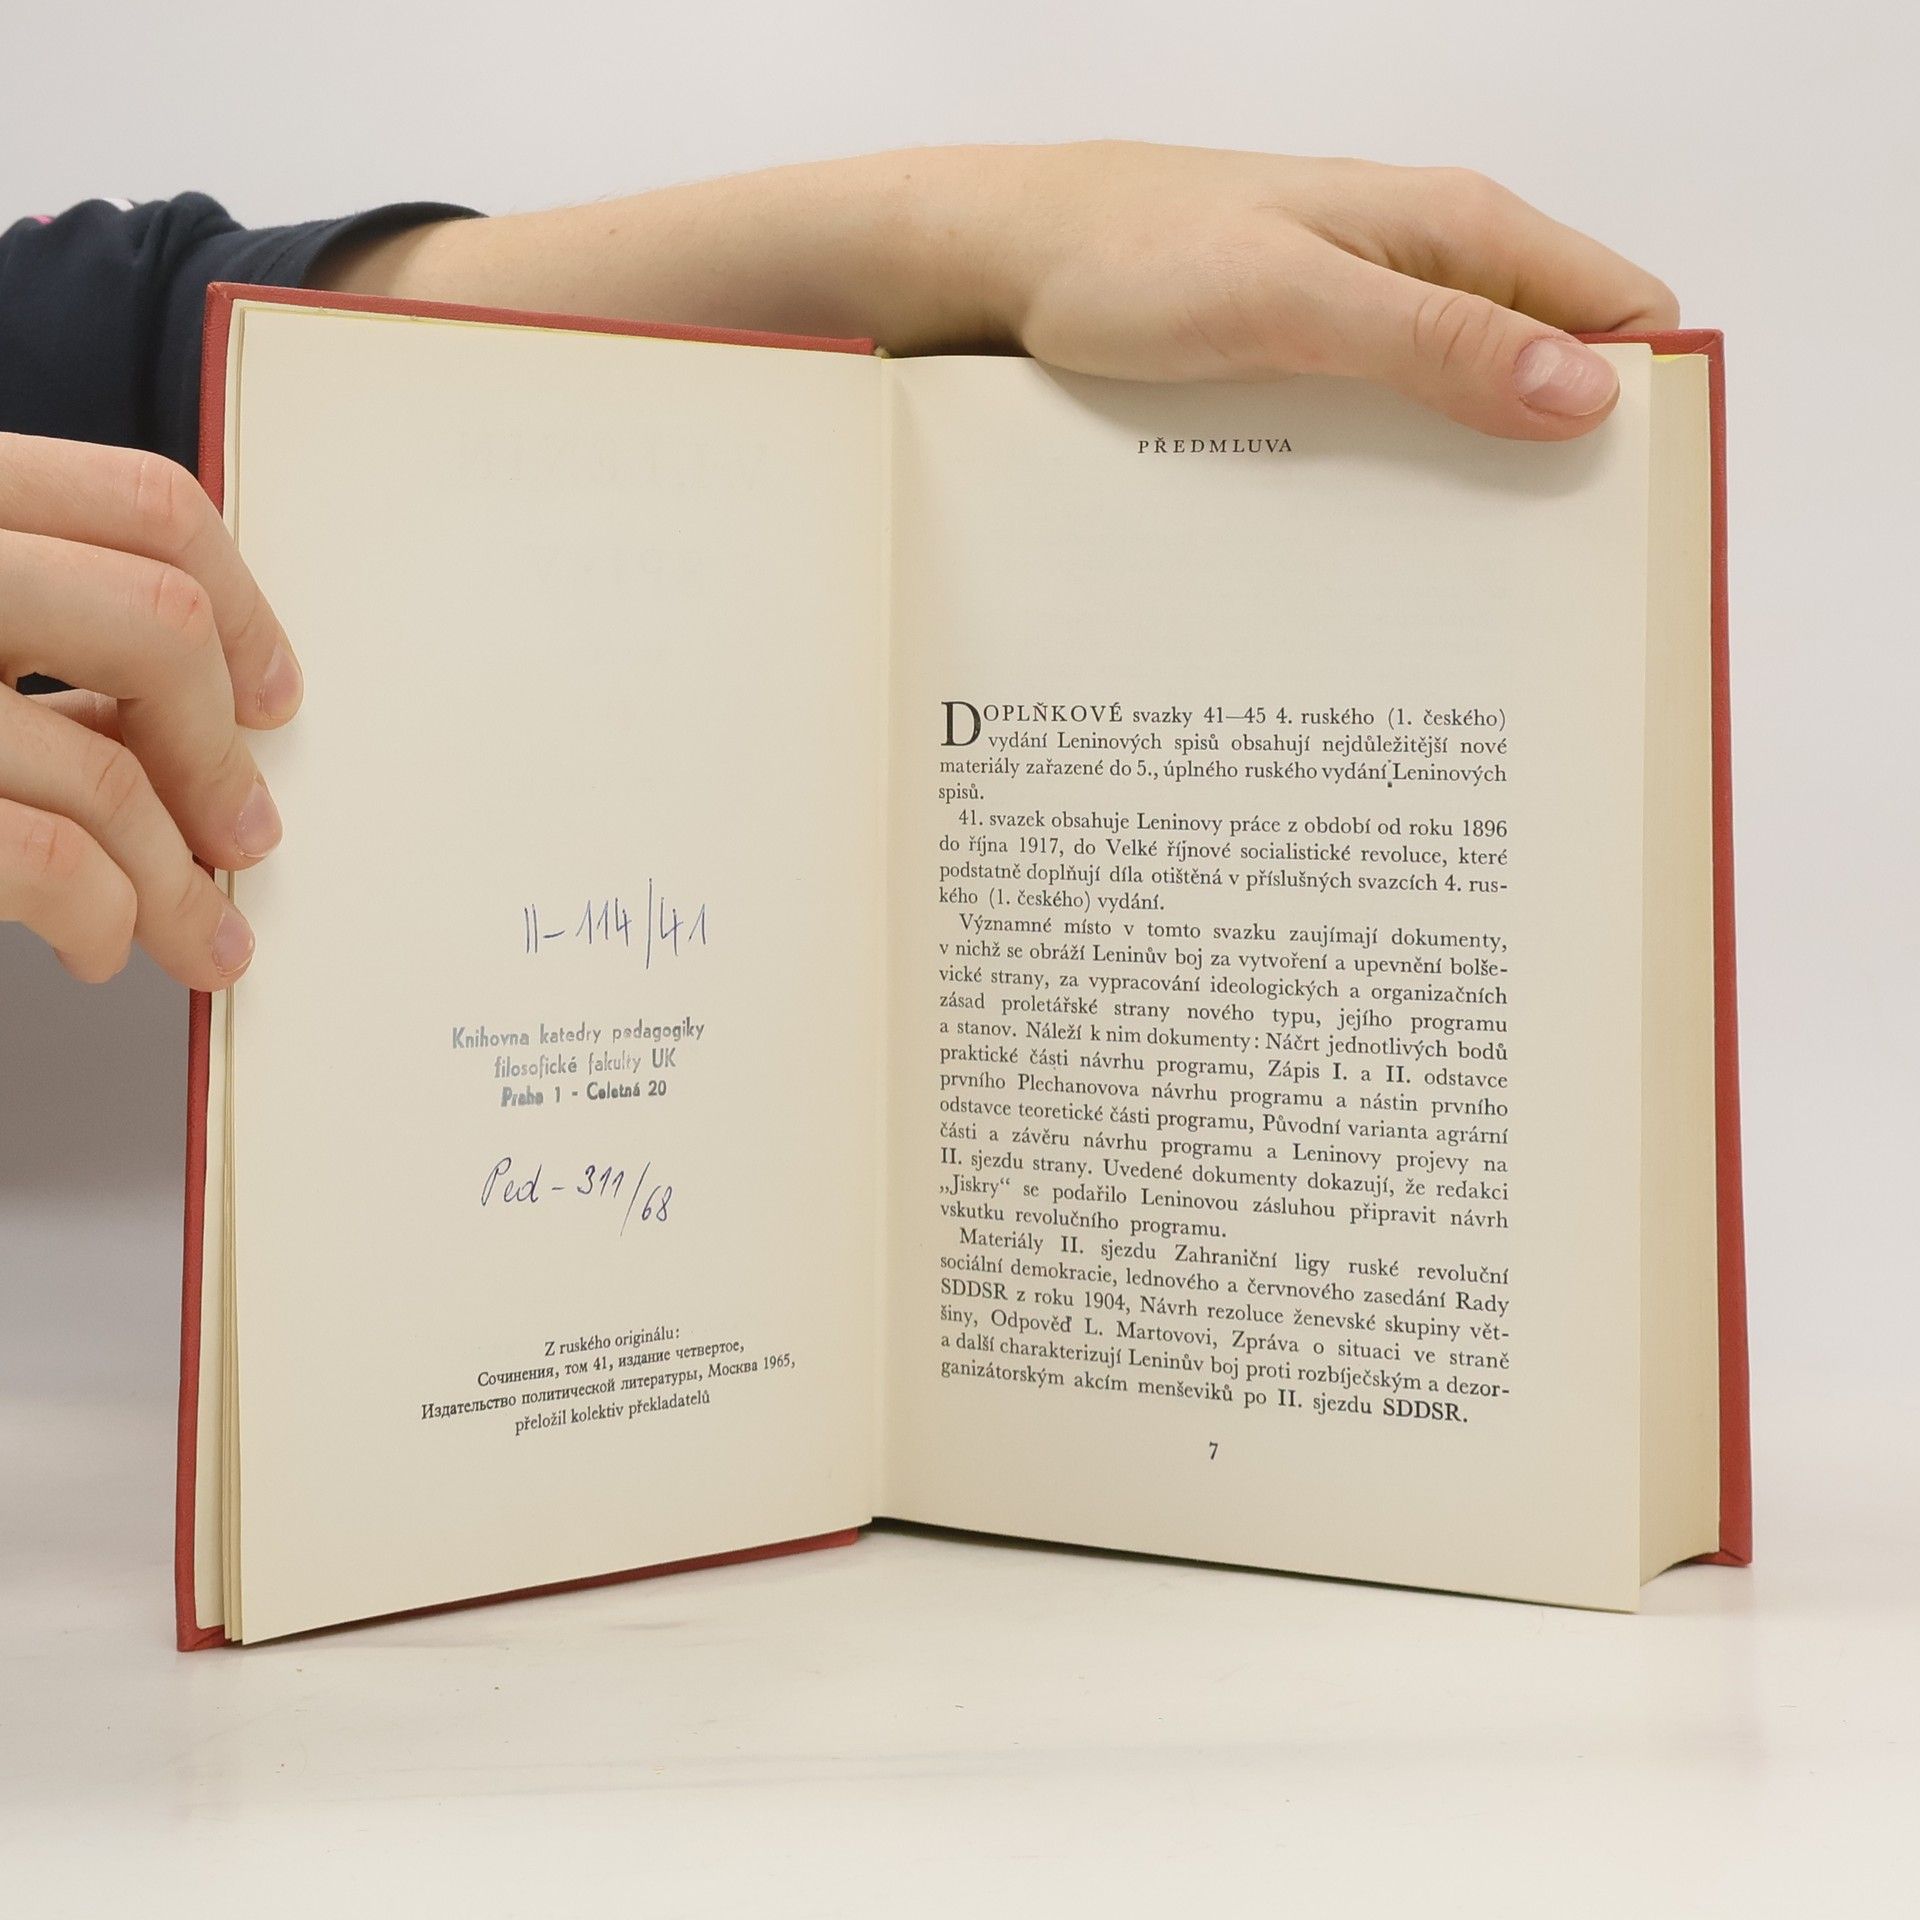 II-114/41
Knihovna katedry pedagogiky
filosofické fakulty UK
Praha 1 - Celetná 20
Ped - 311/68
Z ruského originálu:
Сочинения, том 41, издание четвертое,
Издательство политической литературы, Москва 1965,
přeložil kolektiv překladatelů
PŘEDMLUVA
DOPLŇKOVÉ svazky 41—45 4. ruského (1. českého)
vydání Leninových spisů obsahují nejdůležitější nové
materiály zařazené do 5., úplného ruského vydání Leninových
spisů.
41. svazek obsahuje Leninovy práce z období od roku 1896
do října 1917, do Velké říjnové socialistické revoluce, které
podstatně doplňují díla otištěná v příslušných svazcích 4. rus-
kého (1. českého) vydání.
Významné místo v tomto svazku zaujímají dokumenty,
v nichž se obráží Leninův boj za vytvoření a upevnění bolše-
vické strany, za vypracování ideologických a organizačních
zásad proletářské strany nového typu, jejího programu
a stanov. Náleží k nim dokumenty: Náčrt jednotlivých bodů
praktické části návrhu programu, Zápis I. a II. odstavce
prvního Plechanovova návrhu programu a nástin prvního
odstavce teoretické části programu, Původní varianta agrární
části a závěru návrhu programu a Leninovy projevy na
II. sjezdu strany. Uvedené dokumenty dokazují, že redakci
„Jiskry“ se podařilo Leninovou zásluhou připravit návrh
vskutku revolučního programu.
Materiály II. sjezdu Zahraniční ligy ruské revoluční
sociální demokracie, lednového a červnového zasedání Rady
SDDSR z roku 1904, Návrh rezoluce ženevské skupiny vět-
šiny, Odpověď L. Martovovi, Zpráva o situaci ve straně
a další charakterizují Leninův boj proti rozbíječským a dezor-
ganizátorským akcím menševiků po II. sjezdu SDDSR.
7